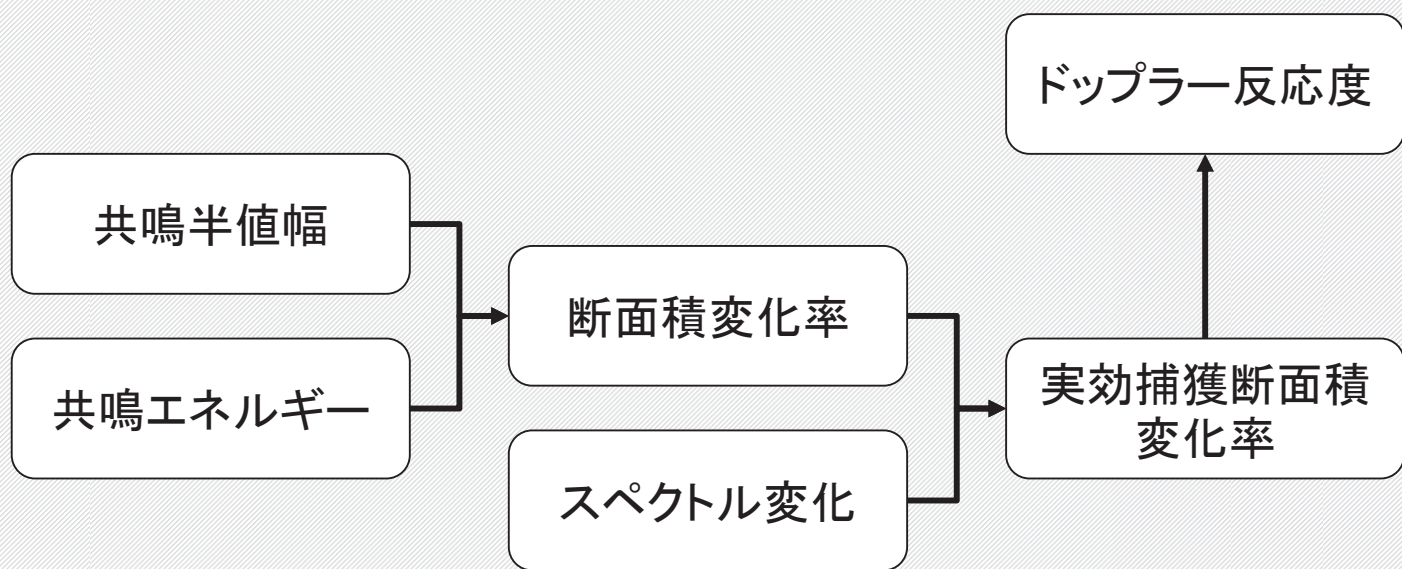 ドップラー反応度
共鳴半値幅
断面積変化率
共鳴エネルギー
実効捕獲断面積
変化率
スペクトル変化